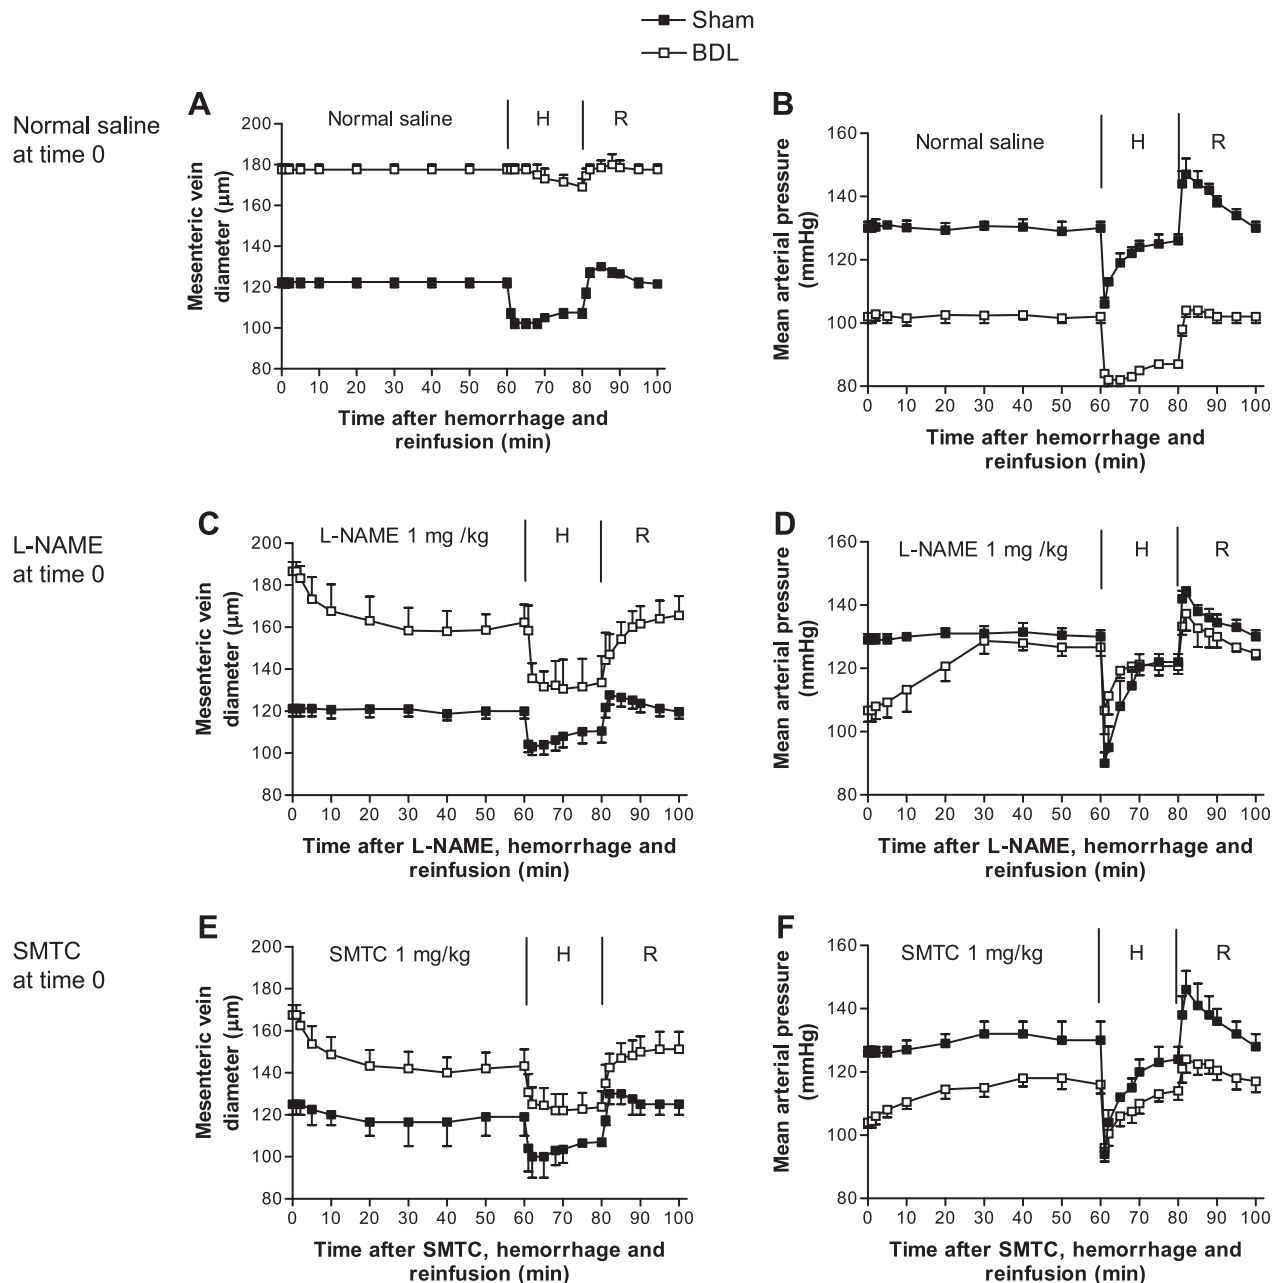 Sham
BDL
Normal saline
at time 0
A
Normal saline
H
R
Mesenteric vein
diameter (µm)
200
180
160
140
120
100
80
0 10 20 30 40 50 60 70 80 90 100
Time after hemorrhage and
reinfusion (min)
B
Normal saline
H
R
Mean arterial pressure
(mmHg)
160
140
120
100
80
0 10 20 30 40 50 60 70 80 90 100
Time after hemorrhage and
reinfusion (min)
L-NAME
at time 0
C
L-NAME 1 mg /kg
H
R
Mesenteric vein
diameter (µm)
200
180
160
140
120
100
80
0 10 20 30 40 50 60 70 80 90 100
Time after L-NAME, hemorrhage and
reinfusion (min)
D
L-NAME 1 mg /kg
H
R
Mean arterial pressure
(mmHg)
160
140
120
100
80
0 10 20 30 40 50 60 70 80 90 100
Time after L-NAME, hemorrhage and
reinfusion (min)
SMTC
at time 0
E
SMTC 1 mg/kg
H
R
Mesenteric vein
diameter (µm)
200
180
160
140
120
100
80
0 10 20 30 40 50 60 70 80 90 100
Time after SMTC, hemorrhage and
reinfusion (min)
F
SMTC 1 mg/kg
H
R
Mean arterial pressure
(mmHg)
160
140
120
100
80
0 10 20 30 40 50 60 70 80 90 100
Time after SMTC, hemorrhage and
reinfusion (min)